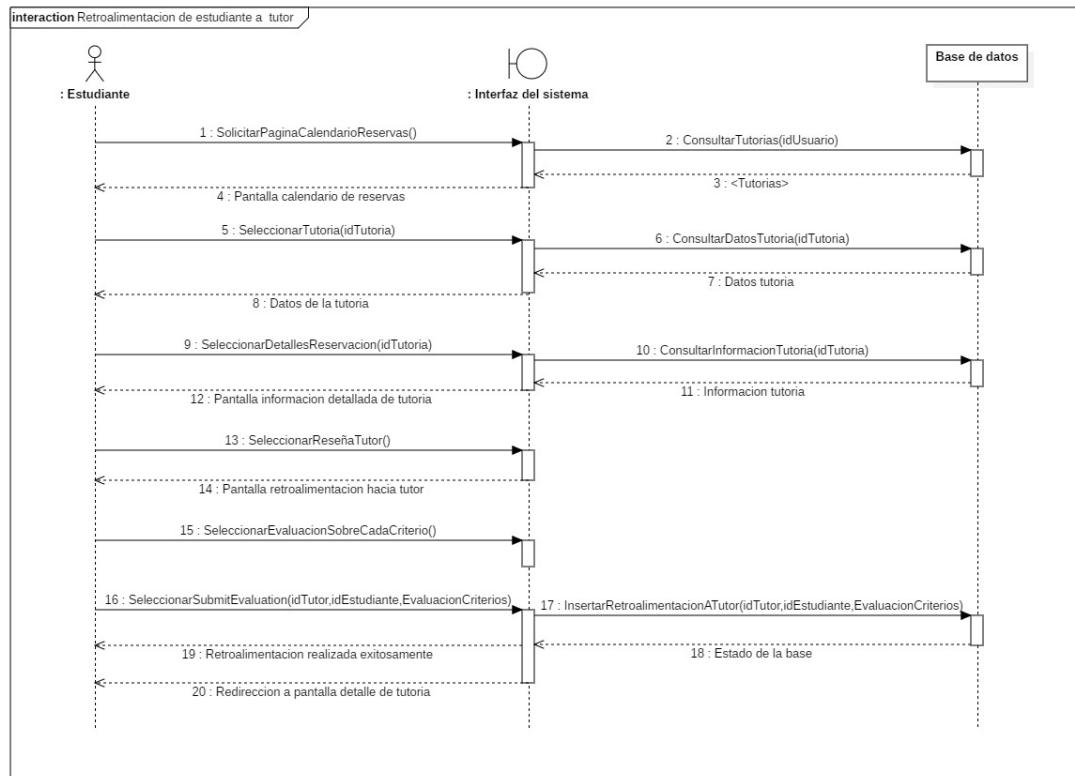 interaction Retroalimentacion de estudiante a tutor
: Estudiante
: Interfaz del sistema
Base de datos
1 : SolicitarPaginaCalendarioReservas()
2 : ConsultarTutorias(idUsuario)
3 : <Tutorias>
4 : Pantalla calendario de reservas
5 : SeleccionarTutoria(idTutoria)
6 : ConsultarDatosTutoria(idTutoria)
7 : Datos tutoria
8 : Datos de la tutoria
9 : SeleccionarDetallesReservacion(idTutoria)
10 : ConsultarInformacionTutoria(idTutoria)
11 : Informacion tutoria
12 : Pantalla informacion detallada de tutoria
13 : SeleccionarReseñaTutor()
14 : Pantalla retroalimentacion hacia tutor
15 : SeleccionarEvaluacionSobreCadaCriterio()
16 : SeleccionarSubmitEvaluation(idTutor,idEstudiante,EvaluacionCriterios)
17 : InsertarRetroalimentacionATutor(idTutor,idEstudiante,EvaluacionCriterios)
18 : Estado de la base
19 : Retroalimentacion realizada exitosamente
20 : Redireccion a pantalla detalle de tutoria